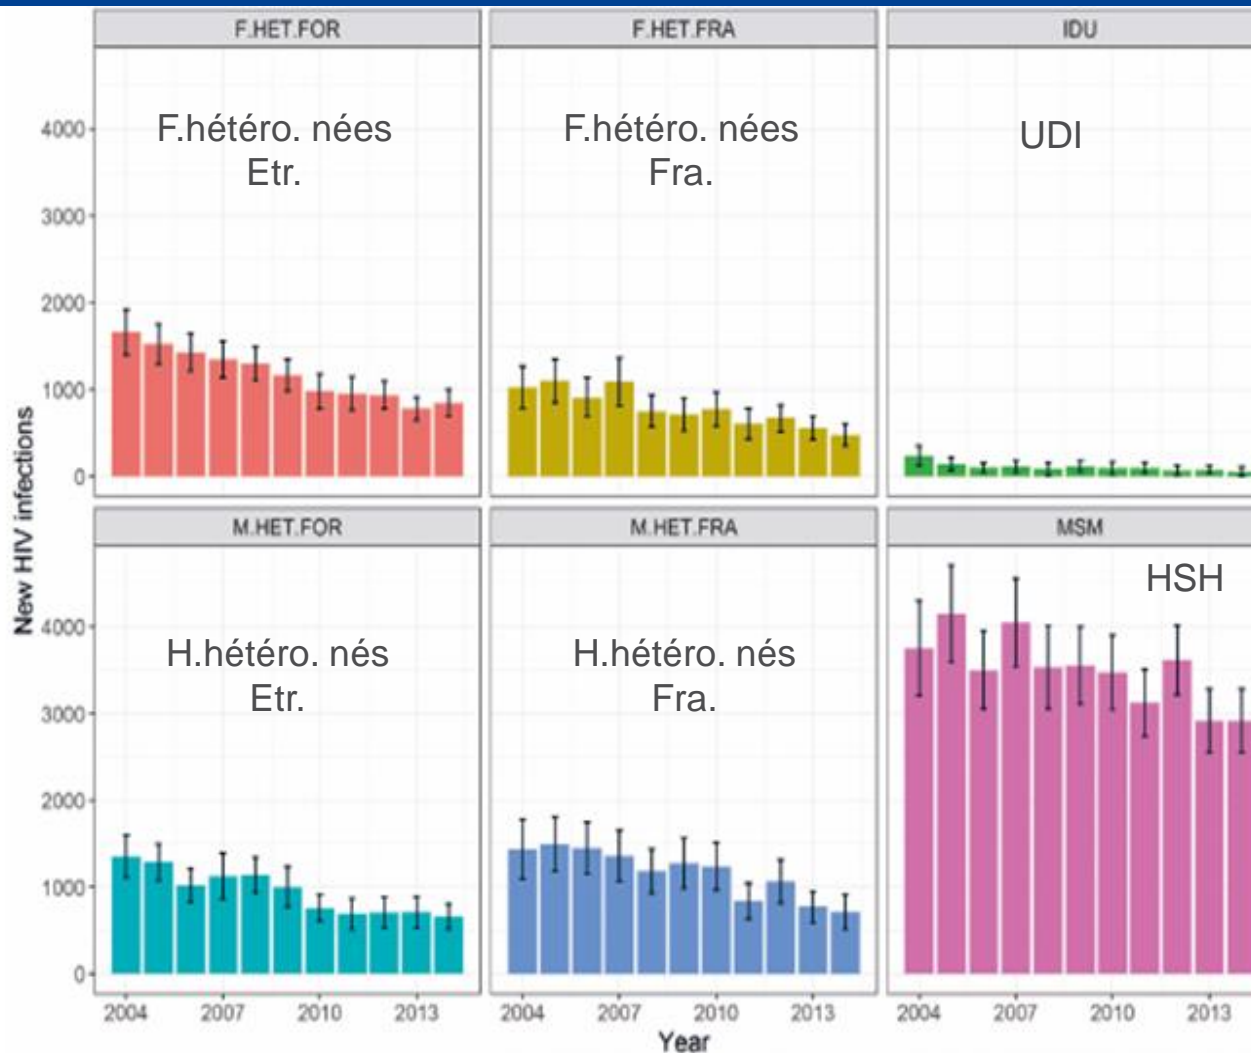 F.HET.FOR
F.HET.FRA
IDU
F.hétéro. nées
Etr.
F.hétéro. nées
Fra.
UDI
4000
3000
2000
1000
0
M.HET.FOR
M.HET.FRA
MSM
H.hétéro. nés
Etr.
H.hétéro. nés
Fra.
HSH
4000
3000
2000
1000
0
New HIV infections
2004
2007
2010
2013
2004
2007
2010
2013
2004
2007
2010
2013
Year